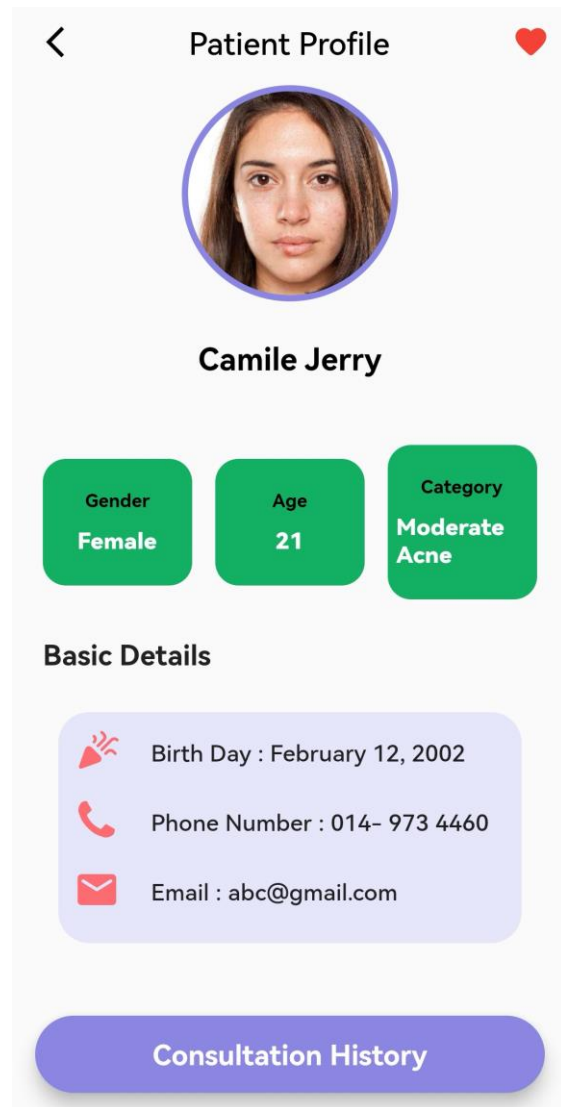 Patient Profile
Camile Jerry
Gender
Female
Age
21
Category
Moderate
Acne
Basic Details
Birth Day : February 12, 2002
Phone Number : 014- 973 4460
Email : abc@gmail.com
Consultation History